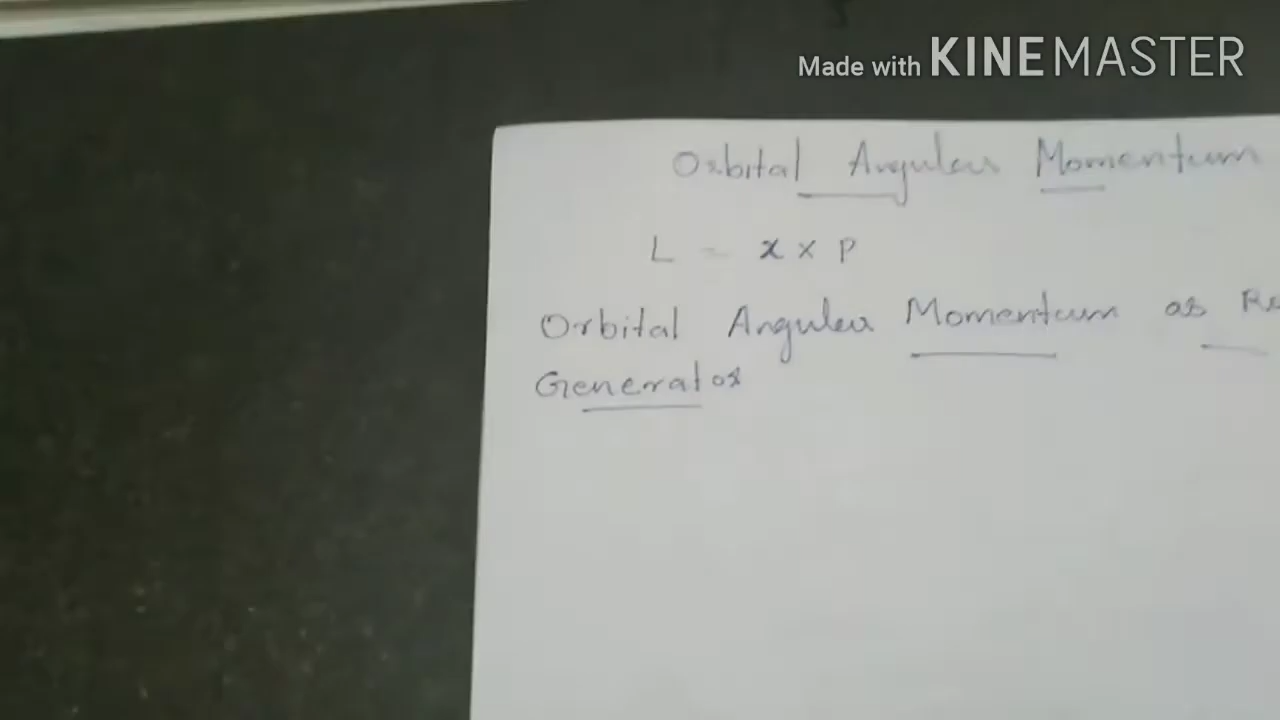 Made with KINEMASTER
Orbital Angular Momentum
L = x × P
Orbital Angular Momentum as
Generator